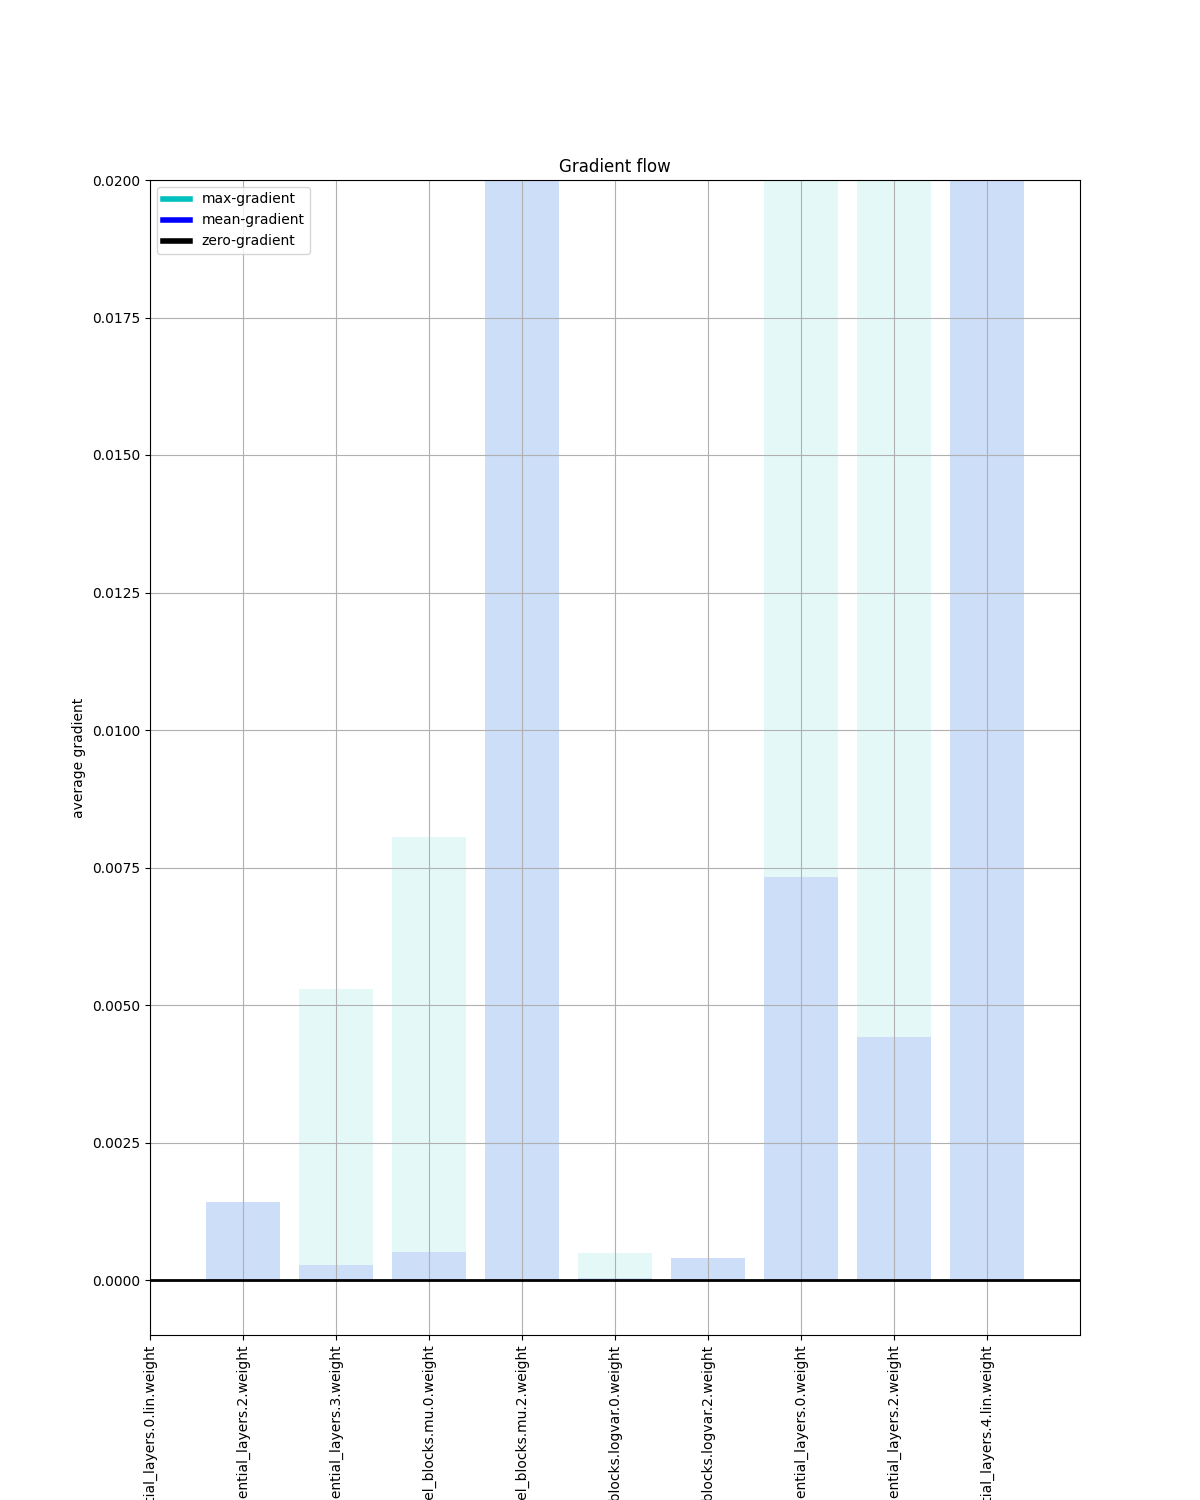 Gradient flow
max-gradient
mean-gradient
zero-gradient
0.0200
0.0175
0.0150
0.0125
0.0100
0.0075
0.0050
0.0025
0.0000
average gradient
tial_layers.0.lin.weight
ential_layers.2.weight
ential_layers.3.weight
el_blocks.mu.0.weight
el_blocks.mu.2.weight
blocks.logvar.0.weight
blocks.logvar.2.weight
ential_layers.0.weight
ential_layers.2.weight
tial_layers.4.lin.weight